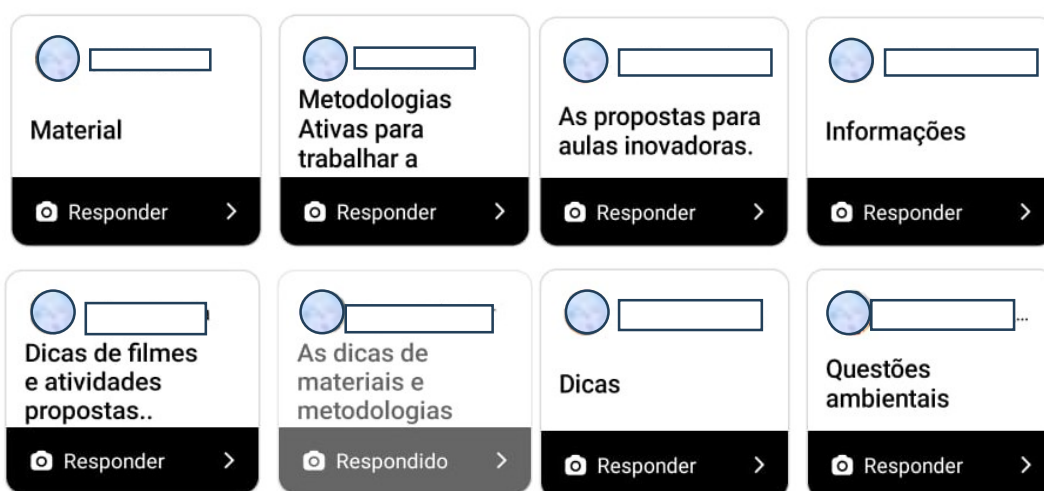 Material
Responder
Metodologias
Ativas para
trabalhar a
Responder
As propostas para
aulas inovadoras.
Responder
Informações
Responder
Dicas de filmes
e atividades
propostas..
Responder
As dicas de
materiais e
metodologias
Respondido
Dicas
Responder
...
Questões
ambientais
Responder